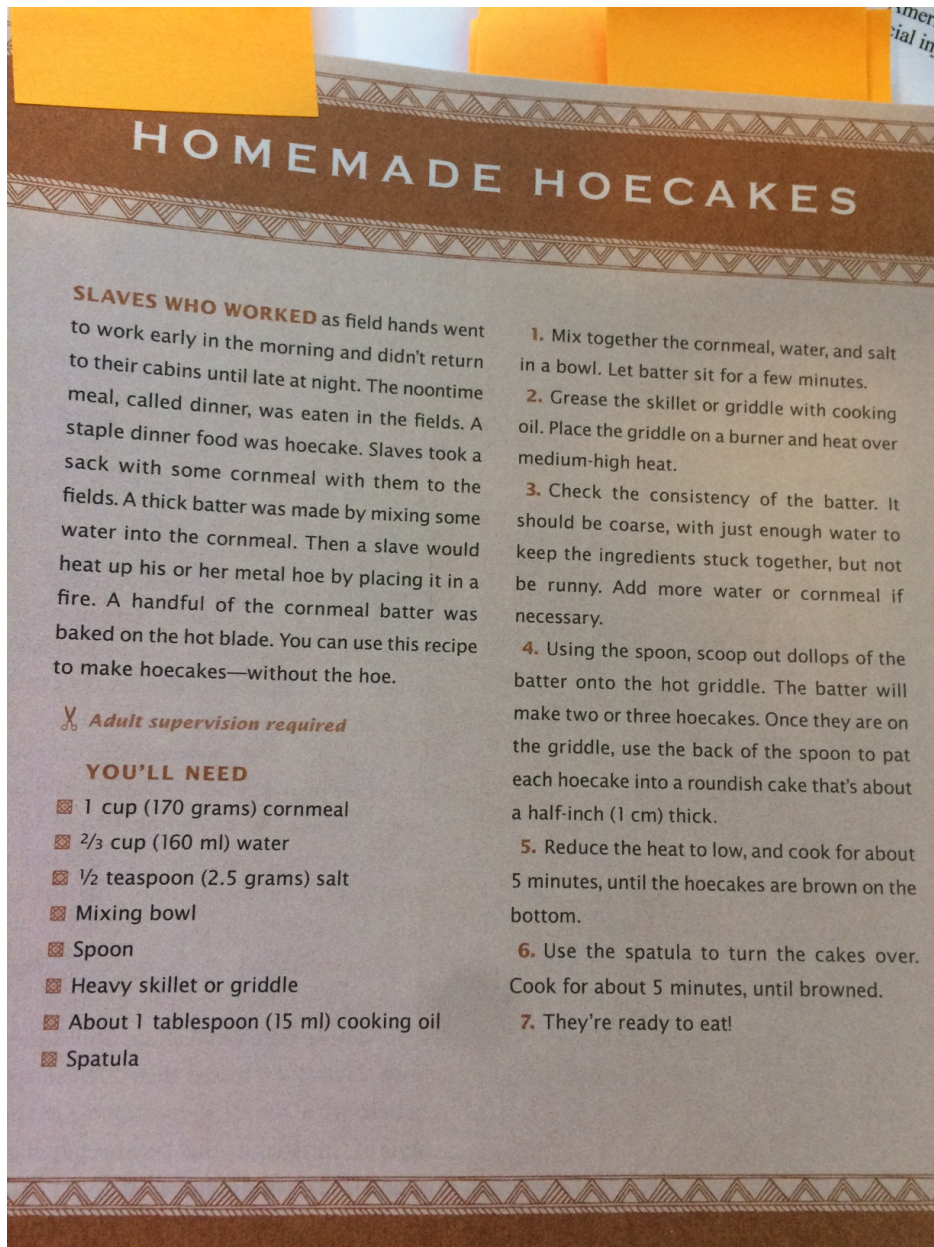 Amer
cial in
HOMEMADE HOECAKES
SLAVES WHO WORKED as field hands went
to work early in the morning and didn't return
to their cabins until late at night. The noontime
meal, called dinner, was eaten in the fields. A
staple dinner food was hoecake. Slaves took a
sack with some cornmeal with them to the
fields. A thick batter was made by mixing some
water into the cornmeal. Then a slave would
heat up his or her metal hoe by placing it in a
fire. A handful of the cornmeal batter was
baked on the hot blade. You can use this recipe
to make hoecakes—without the hoe.
Adult supervision required
YOU'LL NEED
1 cup (170 grams) cornmeal
2/3 cup (160 ml) water
½ teaspoon (2.5 grams) salt
Mixing bowl
Spoon
Heavy skillet or griddle
About 1 tablespoon (15 ml) cooking oil
Spatula
1. Mix together the cornmeal, water, and salt
in a bowl. Let batter sit for a few minutes.
2. Grease the skillet or griddle with cooking
oil. Place the griddle on a burner and heat over
medium-high heat.
3. Check the consistency of the batter. It
should be coarse, with just enough water to
keep the ingredients stuck together, but not
be runny. Add more water or cornmeal if
necessary.
4. Using the spoon, scoop out dollops of the
batter onto the hot griddle. The batter will
make two or three hoecakes. Once they are on
the griddle, use the back of the spoon to pat
each hoecake into a roundish cake that's about
a half-inch (1 cm) thick.
5. Reduce the heat to low, and cook for about
5 minutes, until the hoecakes are brown on the
bottom.
6. Use the spatula to turn the cakes over.
Cook for about 5 minutes, until browned.
7. They're ready to eat!